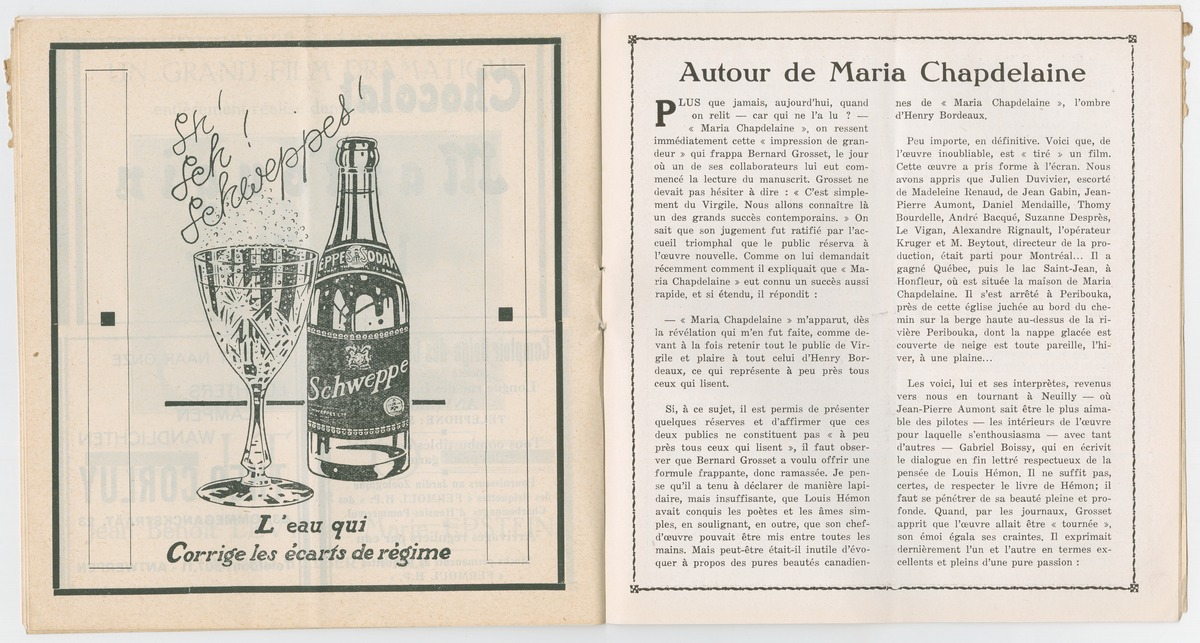 Sh !
Sch !
Schweppes !
EPPES SODA W
Schweppe
L'eau qui
Corrige les écarts de régime
Autour de Maria Chapdelaine
PLUS que jamais, aujourd'hui, quand
on relit — car qui ne l'a lu ? —
« Maria Chapdelaine », on ressent
immédiatement cette « impression de gran-
deur » qui frappa Bernard Grosset, le jour
où un de ses collaborateurs lui eut com-
mencé la lecture du manuscrit. Grosset ne
devait pas hésiter à dire : « C'est simple-
ment du Virgile. Nous allons connaître là
un des grands succès contemporains. » On
sait que son jugement fut ratifié par l'ac-
cueil triomphal que le public réserva à
l'œuvre nouvelle. Comme on lui demandait
récemment comment il expliquait que « Ma-
ria Chapdelaine » eut connu un succès aussi
rapide, et si étendu, il répondit :
— « Maria Chapdelaine » m'apparut, dès
la révélation qui m'en fut faite, comme de-
vant à la fois retenir tout le public de Vir-
gile et plaire à tout celui d'Henry Bor-
deaux, ce qui représente à peu près tous
ceux qui lisent.
Si, à ce sujet, il est permis de présenter
quelques réserves et d'affirmer que ces
deux publics ne constituent pas « à peu
près tous ceux qui lisent », il faut obser-
ver que Bernard Grosset a voulu offrir une
formule frappante, donc ramassée. Je pen-
se qu'il a tenu à déclarer de manière lapi-
daire, mais insuffisante, que Louis Hémon
avait conquis les poètes et les âmes sim-
ples, en soulignant, en outre, que son chef-
d'œuvre pouvait être mis entre toutes les
mains. Mais peut-être était-il inutile d'évo-
quer à propos des pures beautés canadien-
nes de « Maria Chapdelaine », l'ombre
d'Henry Bordeaux.
Peu importe, en définitive. Voici que, de
l'œuvre inoubliable, est « tiré » un film.
Cette œuvre a pris forme à l'écran. Nous
avons appris que Julien Duvivier, escorté
de Madeleine Renaud, de Jean Gabin, Jean-
Pierre Aumont, Daniel Mendaille, Thomy
Bourdelle, André Bacqué, Suzanne Desprès,
Le Vigan, Alexandre Rignault, l'opérateur
Kruger et M. Beytout, directeur de la pro-
duction, était parti pour Montréal... Il a
gagné Québec, puis le lac Saint-Jean, à
Honfleur, où est située la maison de Maria
Chapdelaine. Il s'est arrêté à Peribouka,
près de cette église juchée au bord du che-
min sur la berge haute au-dessus de la ri-
vière Peribouka, dont la nappe glacée est
couverte de neige est toute pareille, l'hi-
ver, à une plaine...
Les voici, lui et ses interprètes, revenus
vers nous en tournant à Neuilly — où
Jean-Pierre Aumont sait être le plus aima-
ble des pilotes — les intérieurs de l'œuvre
pour laquelle s'enthousiasma — avec tant
d'autres — Gabriel Boissy, qui en écrivit
le dialogue en fin lettré respectueux de la
pensée de Louis Hémon. Il ne suffit pas,
certes, de respecter le livre de Hémon; il
faut se pénétrer de sa beauté pleine et pro-
fonde. Quand, par les journaux, Grosset
apprit que l'œuvre allait être « tournée »,
son émoi égala ses craintes. Il exprimait
dernièrement l'un et l'autre en termes ex-
cellents et pleins d'une pure passion :